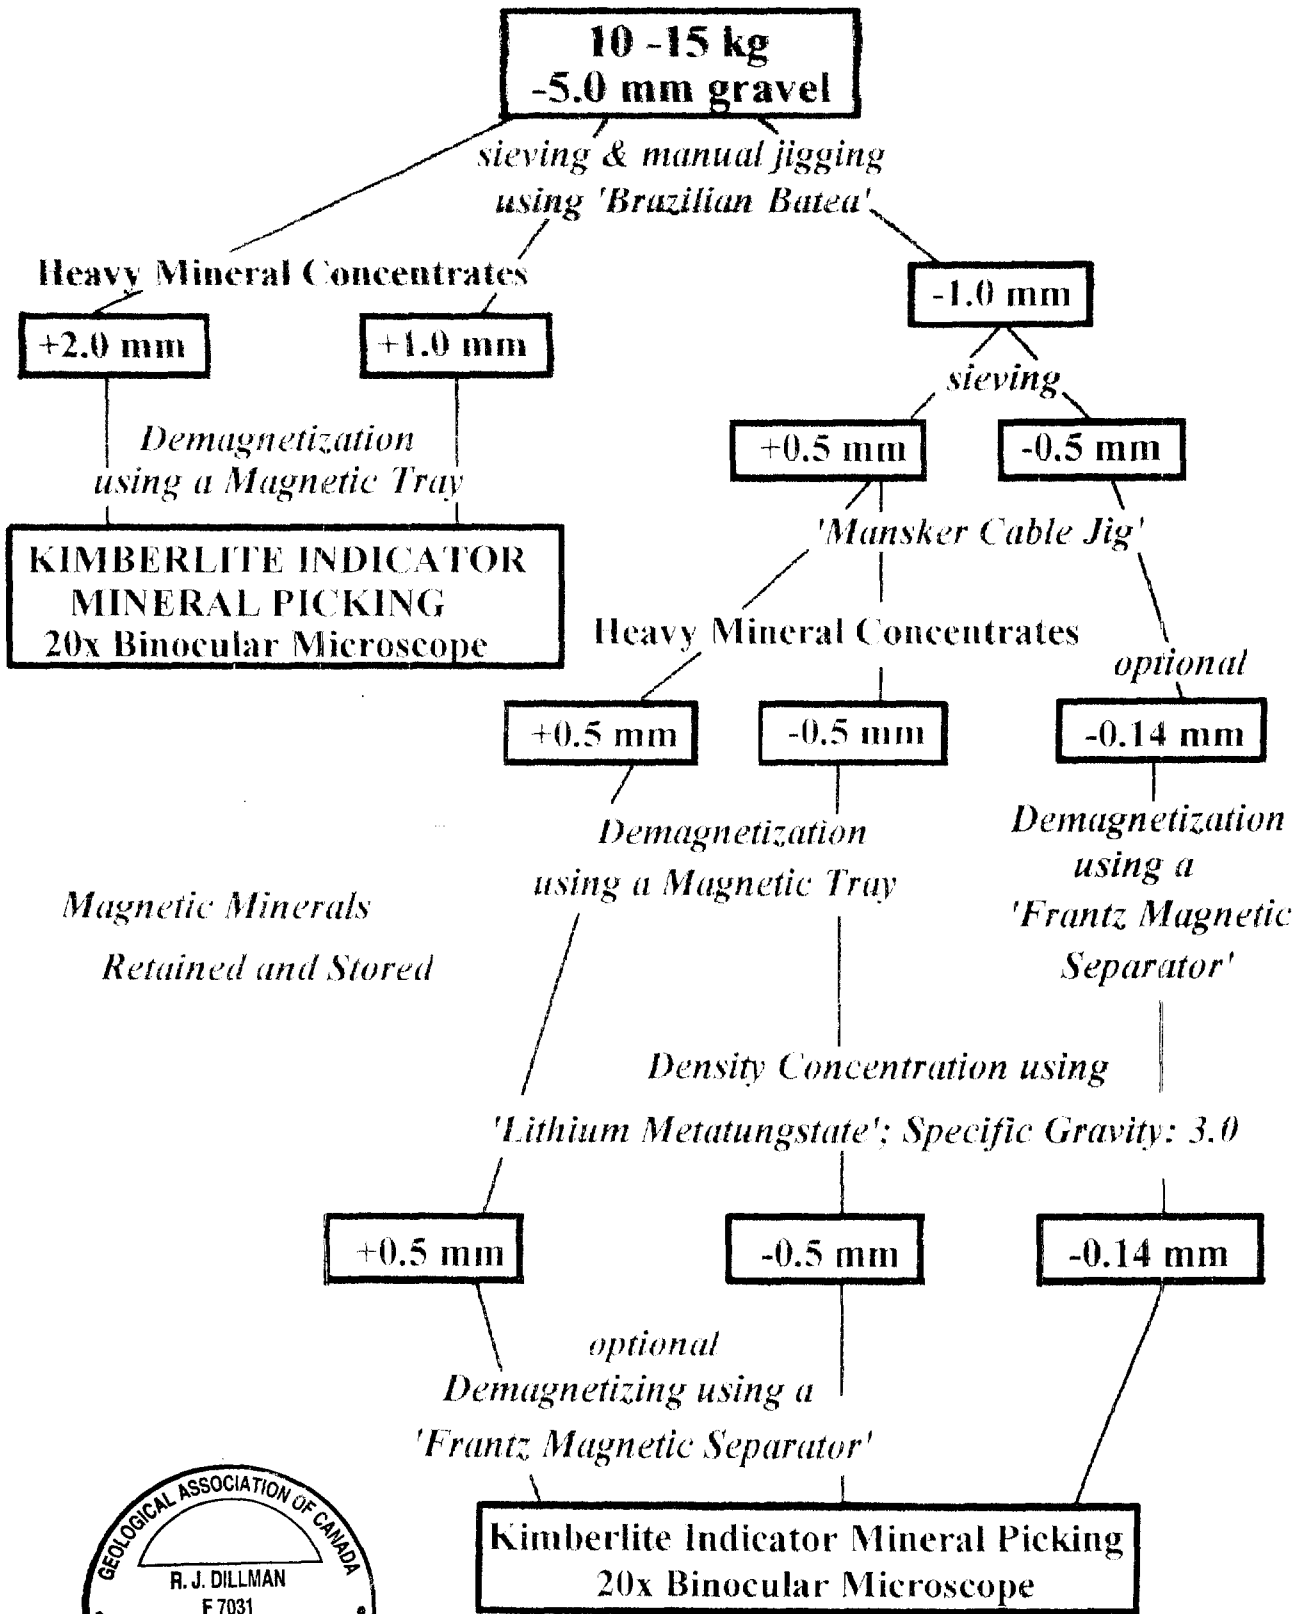 10 -15 kg
-5.0 mm gravel
sieving & manual jigging
using 'Brazilian Batea'
Heavy Mineral Concentrates
-1.0 mm
+2.0 mm
+1.0 mm
sieving
Demagnetization
using a Magnetic Tray
+0.5 mm
-0.5 mm
KIMBERLITE INDICATOR
MINERAL PICKING
20x Binocular Microscope
'Mansker Cable Jig'
Heavy Mineral Concentrates
optional
+0.5 mm
-0.5 mm
-0.14 mm
Demagnetization
using a Magnetic Tray
Demagnetization
using a
'Frantz Magnetic
Separator'
Magnetic Minerals
Retained and Stored
Density Concentration using
'Lithium Metatungstate'; Specific Gravity: 3.0
+0.5 mm
-0.5 mm
-0.14 mm
optional
Demagnetizing using a
'Frantz Magnetic Separator'
Kimberlite Indicator Mineral Picking
20x Binocular Microscope
GEOLOGICAL ASSOCIATION OF CANADA
R. J. DILLMAN
F 7031